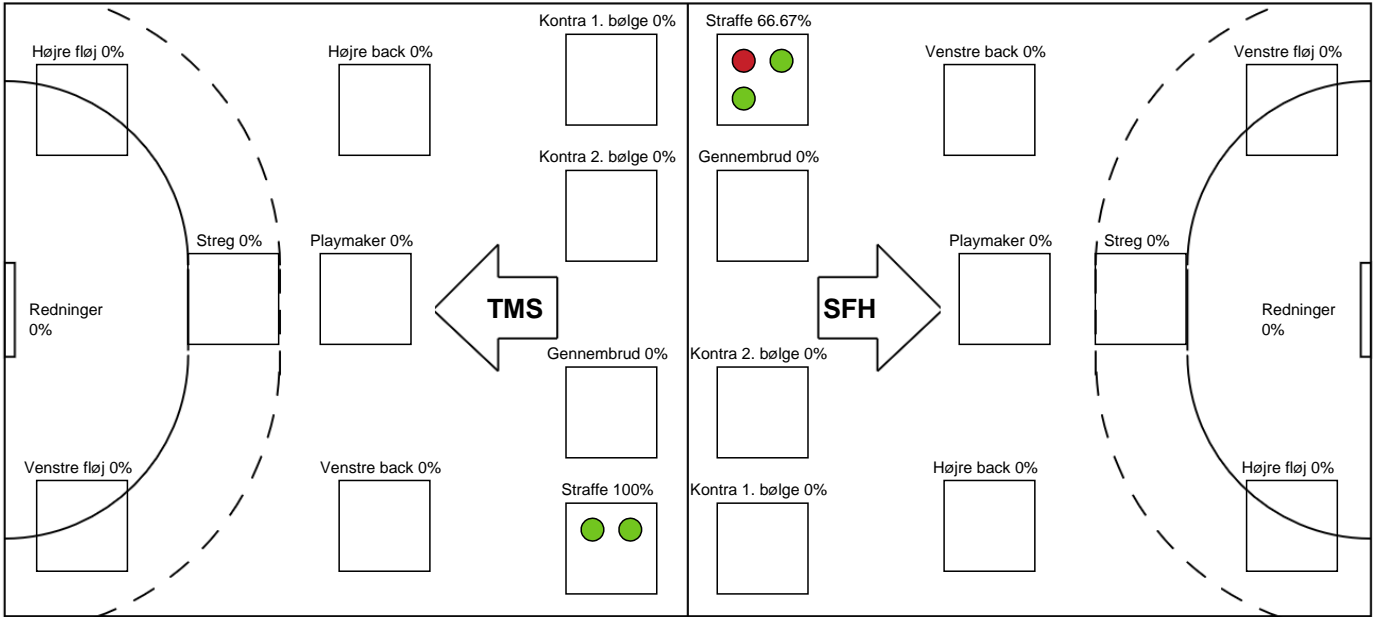 Kontra 1. bølge 0%
Straffe 66.67%
Højre fløj 0%
Højre back 0%
Venstre back 0%
Venstre fløj 0%
Kontra 2. bølge 0%
Gennembrud 0%
Streg 0%
Playmaker 0%
Playmaker 0%
Streg 0%
Redninger
0%
TMS
SFH
Redninger
0%
Gennembrud 0%
Kontra 2. bølge 0%
Venstre fløj 0%
Venstre back 0%
Højre back 0%
Højre fløj 0%
Straffe 100%
Kontra 1. bølge 0%